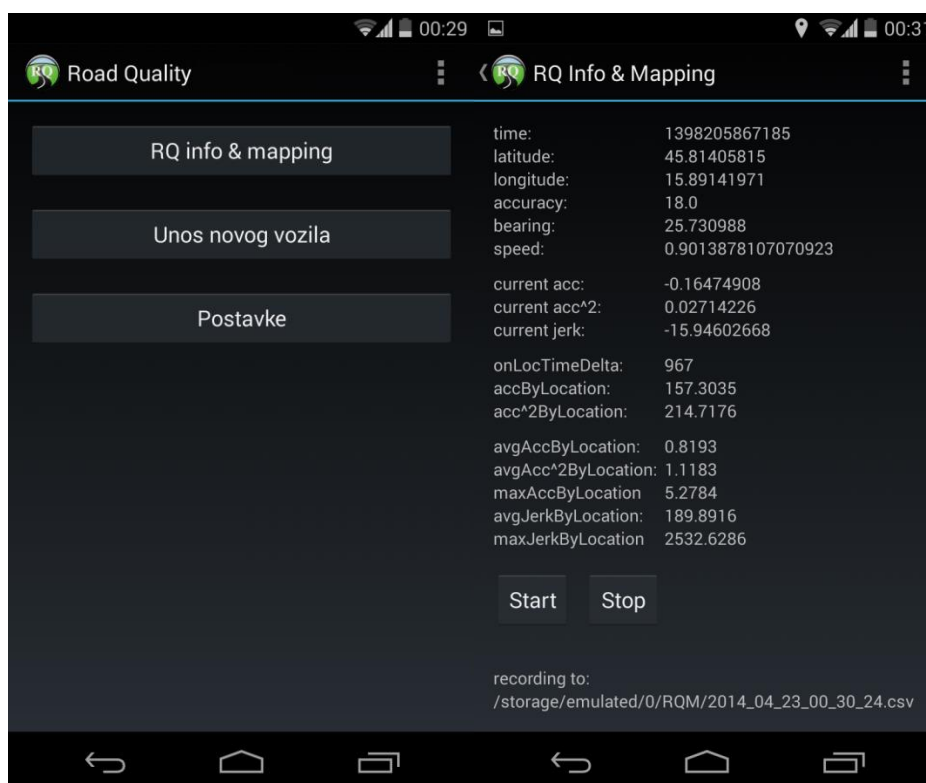 00:29
RQ Road Quality
RQ info & mapping
Unos novog vozila
Postavke
00:31
RQ RQ Info & Mapping
time: 1398205867185
latitude: 45.81405815
longitude: 15.89141971
accuracy: 18.0
bearing: 25.730988
speed: 0.9013878107070923
current acc: -0.16474908
current acc^2: 0.02714226
current jerk: -15.94602668
onLocTimeDelta: 967
accByLocation: 157.3035
acc^2ByLocation: 214.7176
avgAccByLocation: 0.8193
avgAcc^2ByLocation: 1.1183
maxAccByLocation 5.2784
avgJerkByLocation: 189.8916
maxJerkByLocation 2532.6286
Start Stop
recording to:
/storage/emulated/0/RQM/2014_04_23_00_30_24.csv